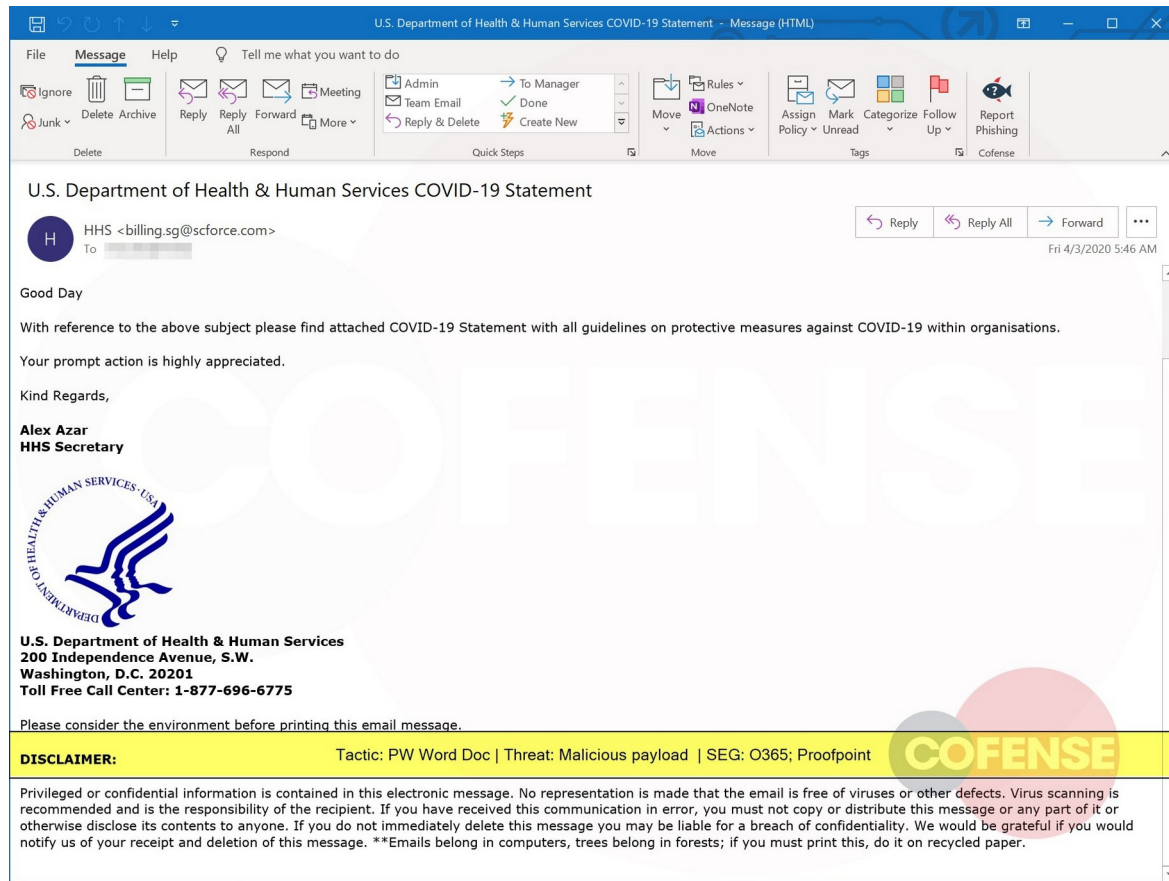 U.S. Department of Health & Human Services COVID-19 Statement - Message (HTML)
File Message Help Tell me what you want to do
Ignore
Junk
Delete
Archive
Reply
Reply All
Forward
Meeting
More
Admin
Team Email
Reply & Delete
To Manager
Done
Create New
Move
Rules
OneNote
Actions
Assign Policy
Mark Unread
Categorize
Follow Up
Report Phishing
Delete Respond Quick Steps Move Tags Cofense
U.S. Department of Health & Human Services COVID-19 Statement
H
HHS <billing.sg@scforce.com>
To
Reply Reply All Forward
Fri 4/3/2020 5:46 AM
Good Day
With reference to the above subject please find attached COVID-19 Statement with all guidelines on protective measures against COVID-19 within organisations.
Your prompt action is highly appreciated.
Kind Regards,
Alex Azar
HHS Secretary
DEPARTMENT OF HEALTH & HUMAN SERVICES · USA
U.S. Department of Health & Human Services
200 Independence Avenue, S.W.
Washington, D.C. 20201
Toll Free Call Center: 1-877-696-6775
Please consider the environment before printing this email message.
DISCLAIMER: Tactic: PW Word Doc | Threat: Malicious payload | SEG: O365; Proofpoint
COFENSE
Privileged or confidential information is contained in this electronic message. No representation is made that the email is free of viruses or other defects. Virus scanning is
recommended and is the responsibility of the recipient. If you have received this communication in error, you must not copy or distribute this message or any part of it or
otherwise disclose its contents to anyone. If you do not immediately delete this message you may be liable for a breach of confidentiality. We would be grateful if you would
notify us of your receipt and deletion of this message. **Emails belong in computers, trees belong in forests; if you must print this, do it on recycled paper.
COFENSE